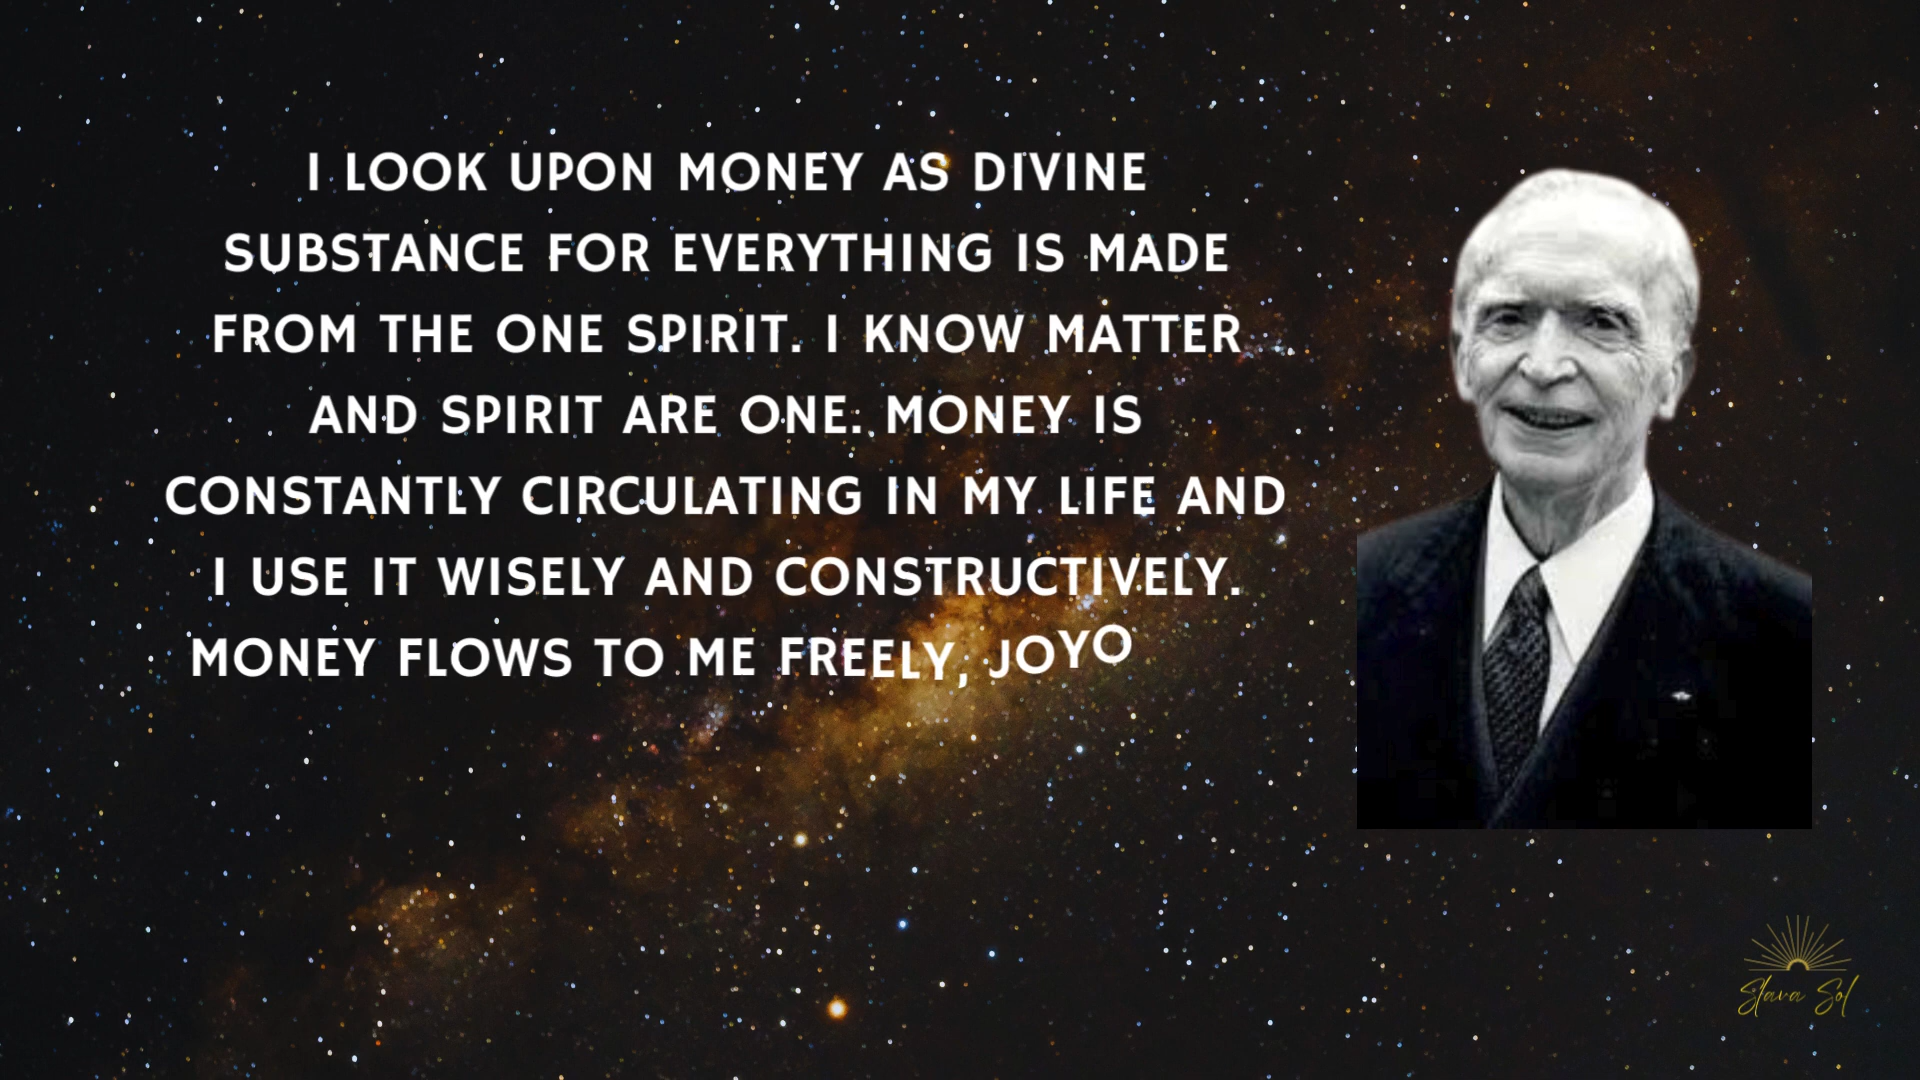 I LOOK UPON MONEY AS DIVINE
SUBSTANCE FOR EVERYTHING IS MADE
FROM THE ONE SPIRIT. I KNOW MATTER
AND SPIRIT ARE ONE. MONEY IS
CONSTANTLY CIRCULATING IN MY LIFE AND
I USE IT WISELY AND CONSTRUCTIVELY.
MONEY FLOWS TO ME FREELY, JOYO
Slava Sol